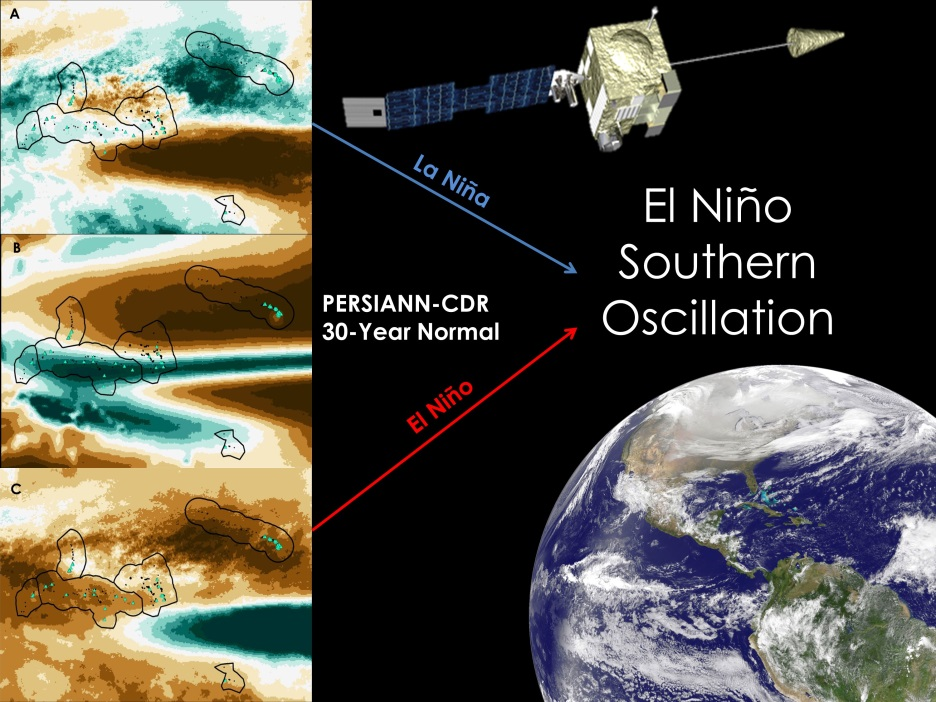 A
La Niña
El Niño
Southern
Oscillation
B
PERSIANN-CDR
30-Year Normal
El Niño
C